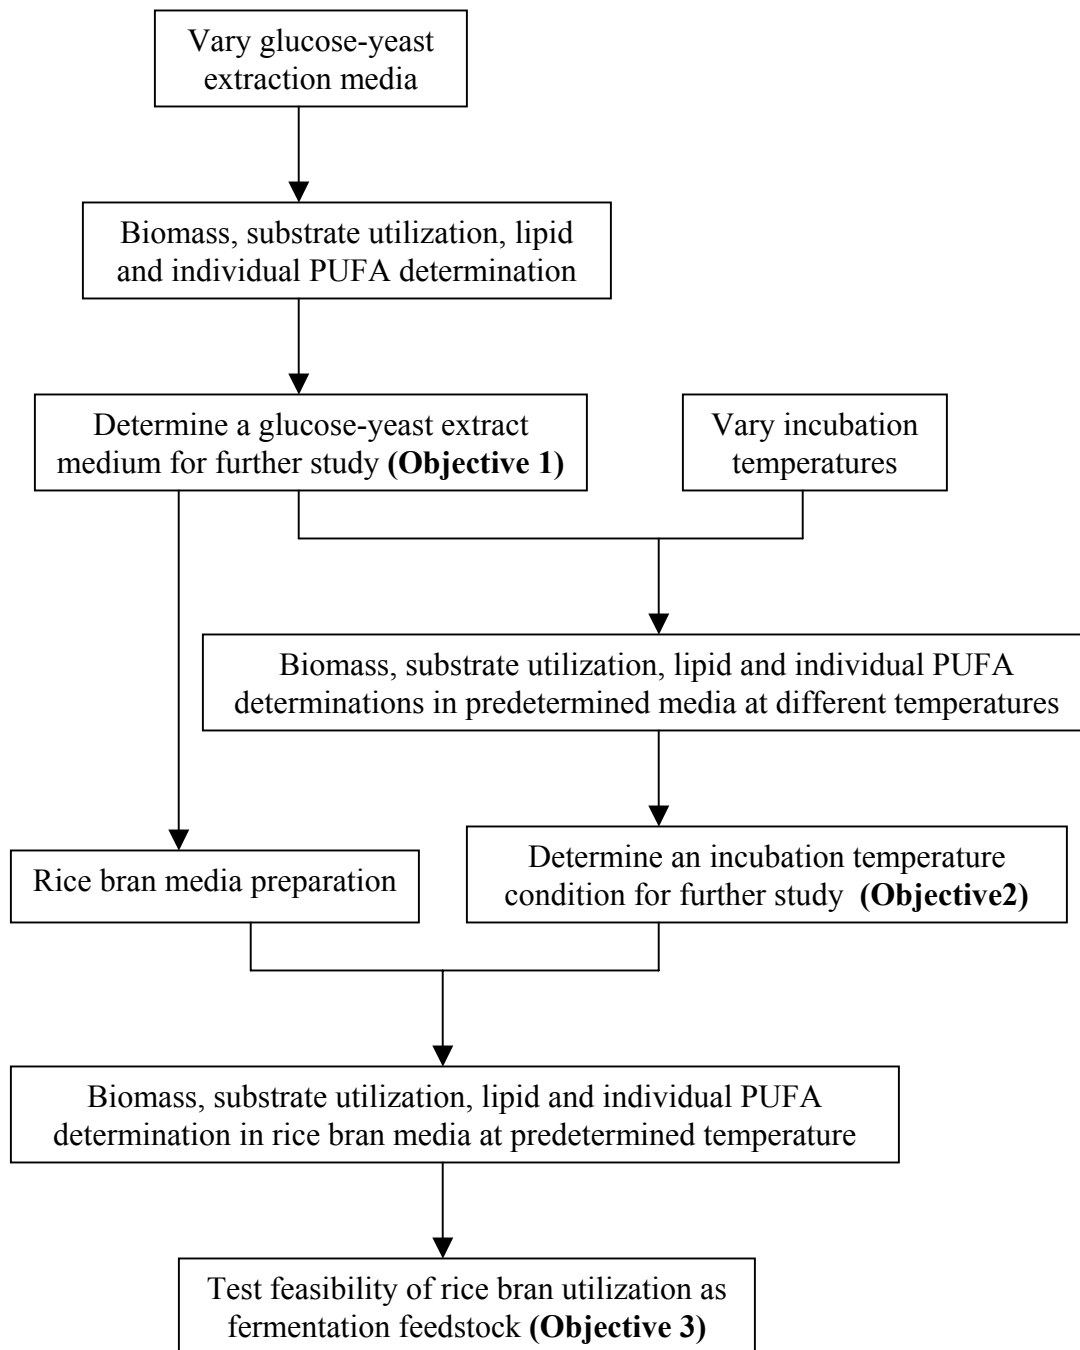 Vary glucose-yeast
extraction media
Biomass, substrate utilization, lipid
and individual PUFA determination
Determine a glucose-yeast extract
medium for further study (Objective 1)
Vary incubation
temperatures
Biomass, substrate utilization, lipid and individual PUFA
determinations in predetermined media at different temperatures
Rice bran media preparation
Determine an incubation temperature
condition for further study (Objective2)
Biomass, substrate utilization, lipid and individual PUFA
determination in rice bran media at predetermined temperature
Test feasibility of rice bran utilization as
fermentation feedstock (Objective 3)